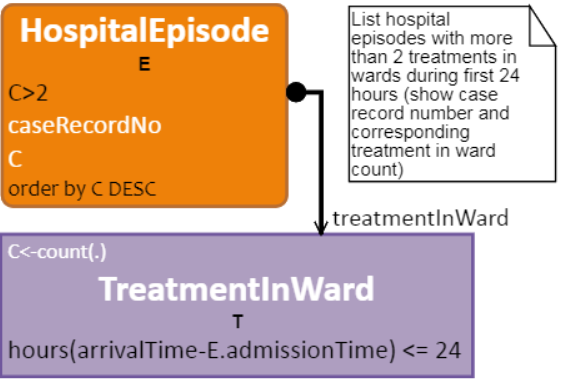 HospitalEpisode
E
C>2
caseRecordNo
C
order by C DESC
List hospital
episodes with more
than 2 treatments in
wards during first 24
hours (show case
record number and
corresponding
treatment in ward
count)
treatmentInWard
C<-count(.)
TreatmentInWard
T
hours(arrivalTime-E.admissionTime) <= 24